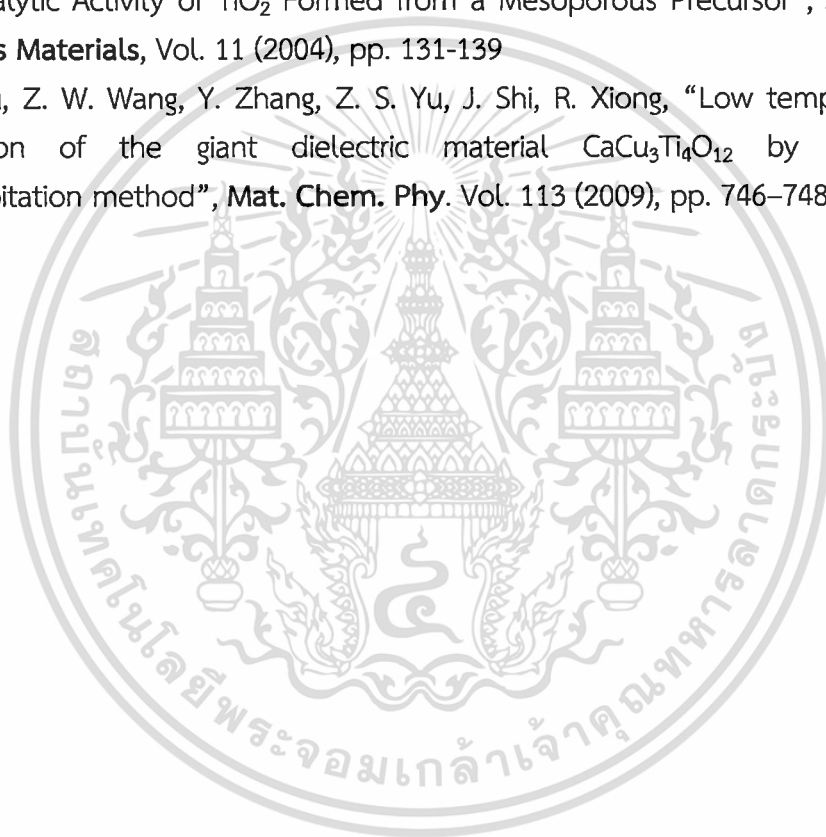 alytic Activity of TiO₂ Formed from a Mesoporous Precursor",
s Materials, Vol. 11 (2004), pp. 131-139
, Z. W. Wang, Y. Zhang, Z. S. Yu, J. Shi, R. Xiong, "Low temp
on of the giant dielectric material CaCu₃Ti₄O₁₂ by
itation method", Mat. Chem. Phy. Vol. 113 (2009), pp. 746–748
สถาบันเทคโนโลยีพระจอมเกล้าเจ้าคุณทหารลาดกระบัง